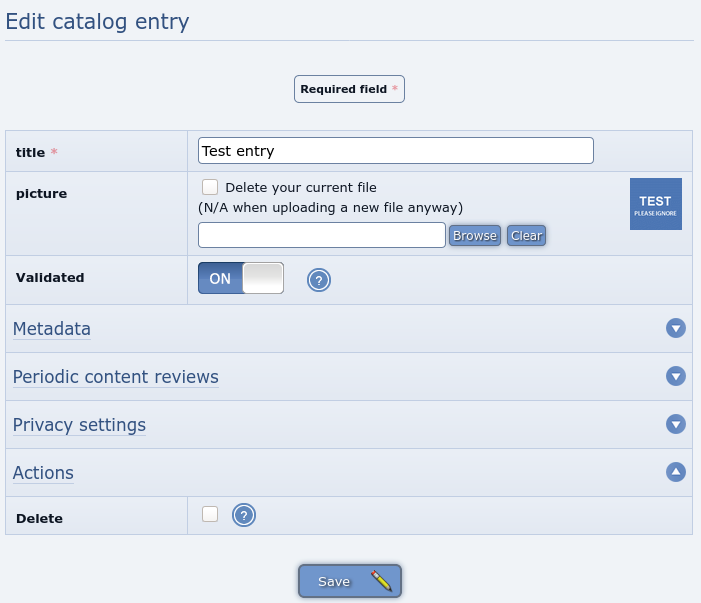 Edit catalog entry
Required field *
title *
Test entry
picture
Delete your current file
(N/A when uploading a new file anyway)
Browse
Clear
TEST
PLEASE IGNORE
Validated
ON
?
Metadata
Periodic content reviews
Privacy settings
Actions
Delete
?
Save